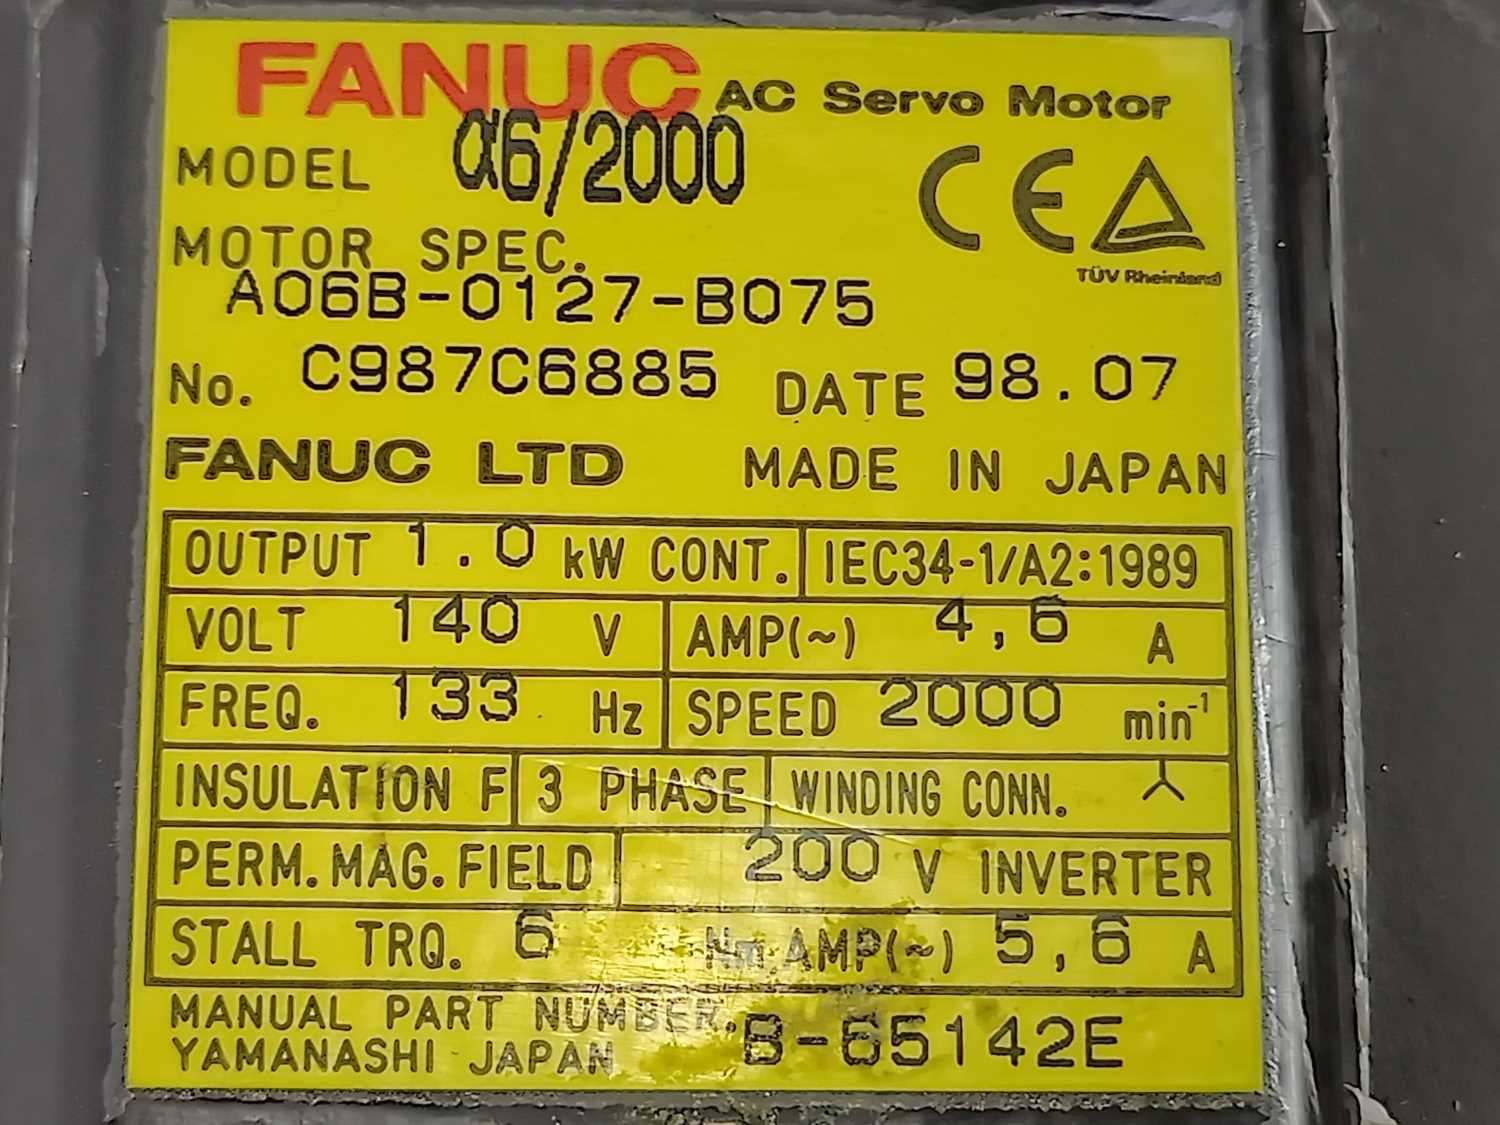 FANUC AC Servo Motor
MODEL α6/2000
CE
TÜV Rheinland
MOTOR SPEC.
A06B-0127-B075
No. C987C6885 DATE 98.07
FANUC LTD MADE IN JAPAN
OUTPUT 1.0 kW CONT. IEC34-1/A2:1989
VOLT 140 V AMP(~) 4,6 A
FREQ. 133 Hz SPEED 2000 min-1
INSULATION F 3 PHASE WINDING CONN.
PERM.MAG.FIELD 200 V INVERTER
STALL TRQ. 6 Nm AMP(~) 5,6 A
MANUAL PART NUMBER. B-65142E
YAMANASHI JAPAN